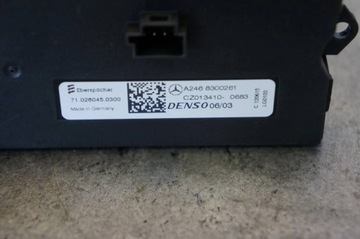 Eberspächer
71.028045.0300
Made in Germany
A246 8300261
CZ013410- 0683
DENSO 06/03